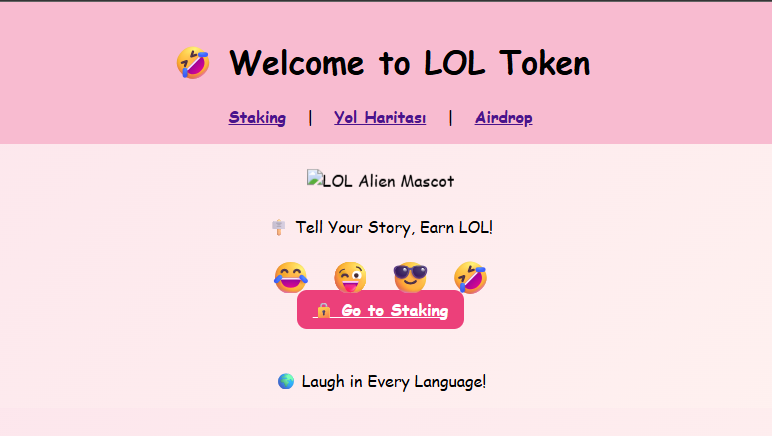 🤣 Welcome to LOL Token
Staking | Yol Haritası | Airdrop
LOL Alien Mascot
🪧 Tell Your Story, Earn LOL!
😂 😜 😎 🤣
🔒 Go to Staking
🌍 Laugh in Every Language!